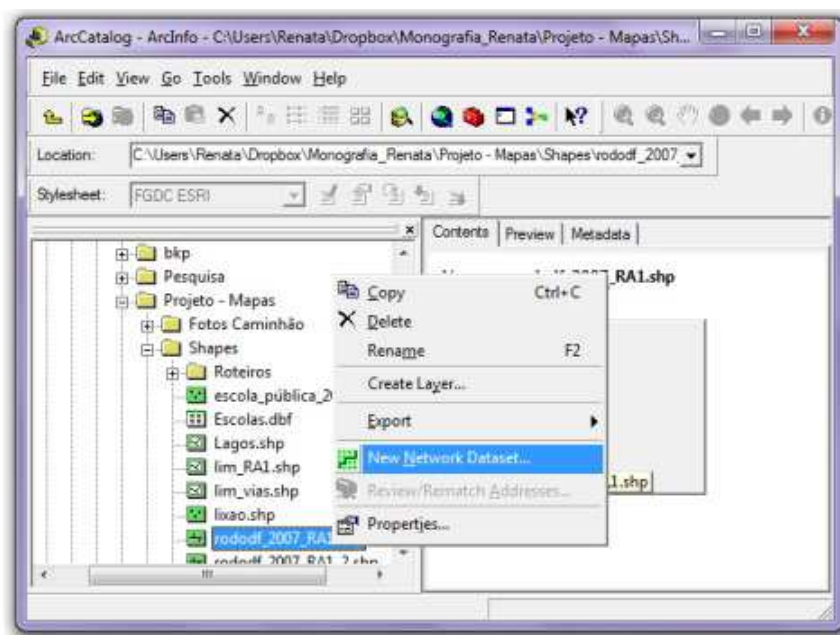 ArcCatalog - ArcInfo - C:\Users\Renata\Dropbox\Monografia_Renata\Projeto - Mapas\Sh...
File Edit View Go Tools Window Help
Location: C:\Users\Renata\Dropbox\Monografia_Renata\Projeto - Mapas\Shapes\rododf_2007_
Stylesheet: FGDC ESRI
Contents Preview Metadata
bkp
Pesquisa
Projeto - Mapas
Fotos Caminhão
Shapes
Roteiros
escola_pública_2
Escolas.dbf
Lagos.shp
lim_RA1.shp
lim_vias.shp
lixao.shp
rododf_2007_RA1
rododf_2007_RA1_2.shp
_RA1.shp
Copy Ctrl+C
Delete
Rename F2
Create Layer...
Export
New Network Dataset...
Review/Rematch Addresses...
Properties...
1.shp